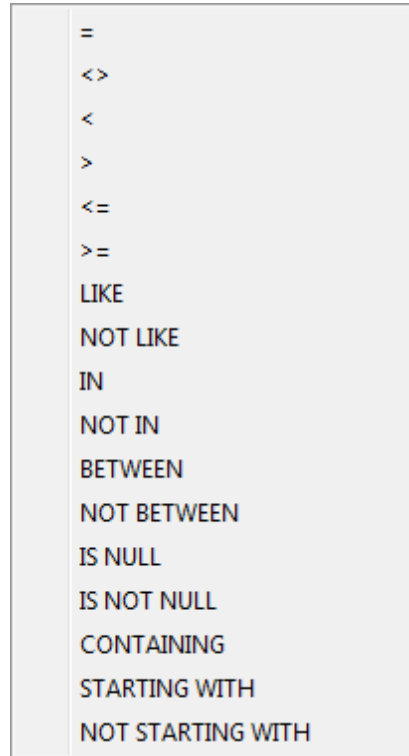 =
<>
<
>
<=
>=
LIKE
NOT LIKE
IN
NOT IN
BETWEEN
NOT BETWEEN
IS NULL
IS NOT NULL
CONTAINING
STARTING WITH
NOT STARTING WITH